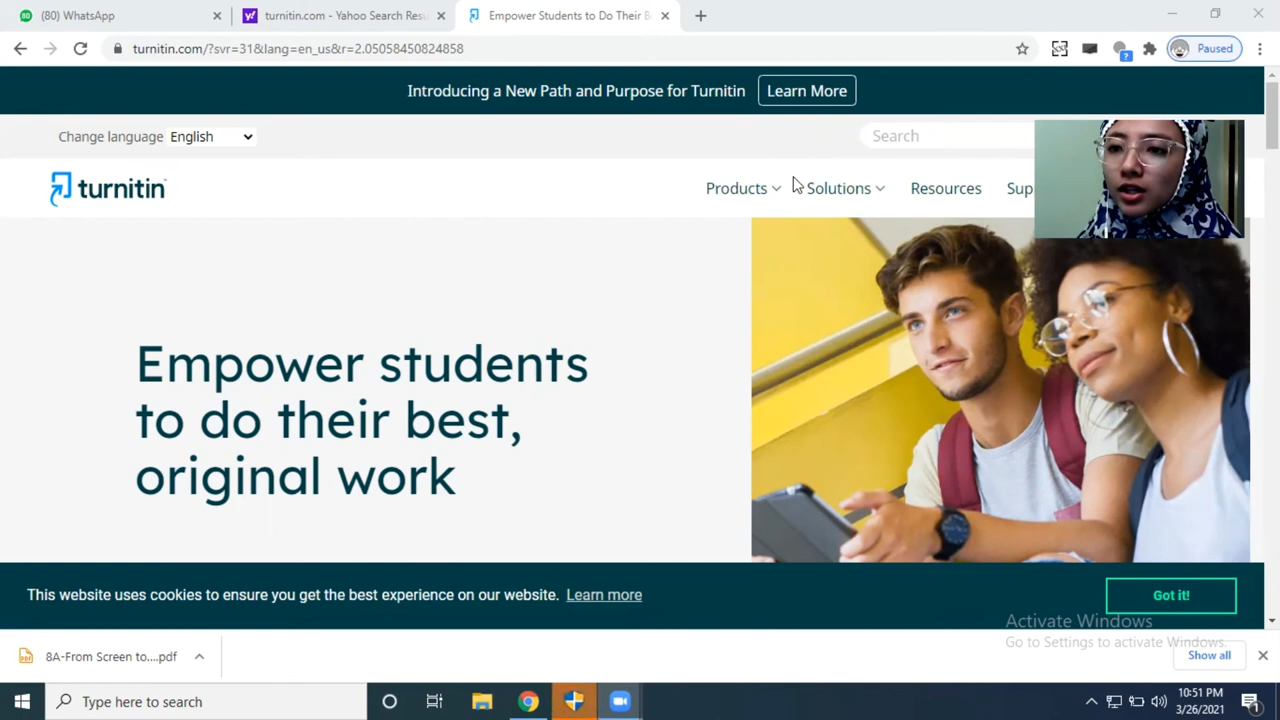 (80) WhatsApp
turnitin.com - Yahoo Search Resu
Empower Students to Do Their B
turnitin.com/?svr=31&lang=en_us&r=2.05058450824858
?
Paused
Introducing a New Path and Purpose for Turnitin
Learn More
Change language English
Search
turnitin
Products
Solutions
Resources
Sup
Empower students
to do their best,
original work
This website uses cookies to ensure you get the best experience on our website. Learn more
Got it!
Activate Windows
Go to Settings to activate Windows.
8A-From Screen to....pdf
Show all
Type here to search
10:51 PM
3/26/2021